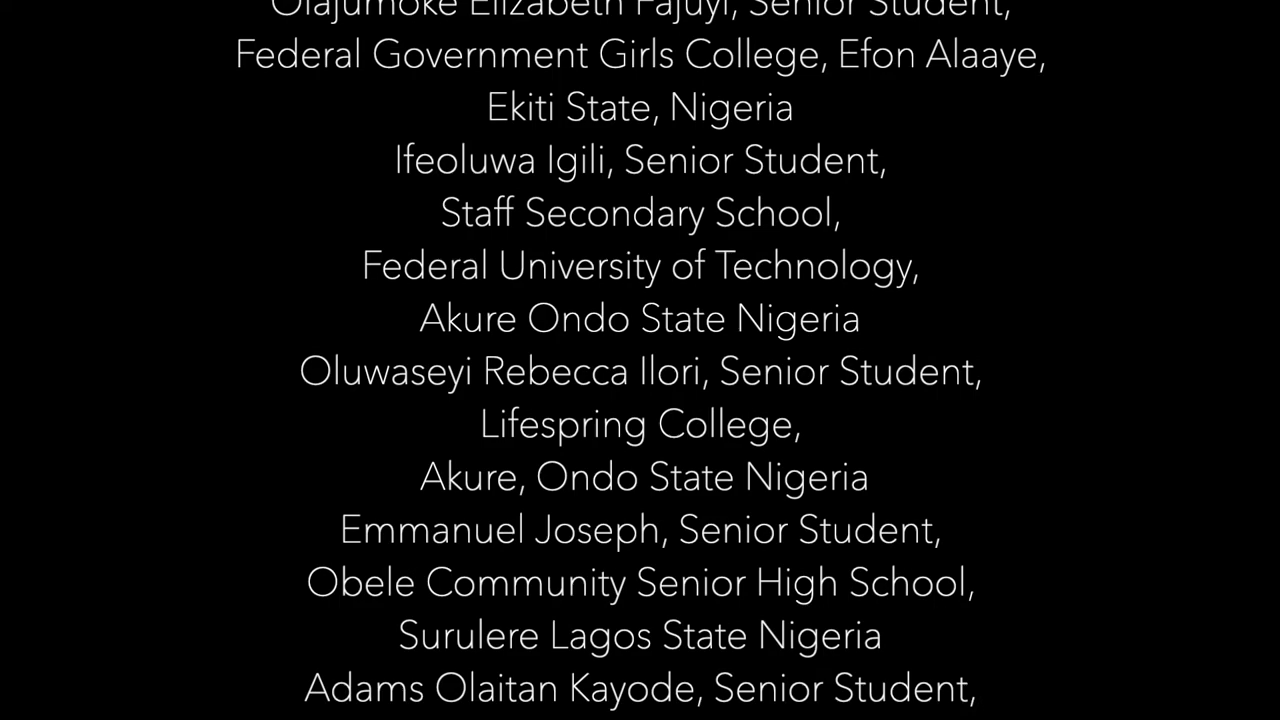 Olajumoke Elizabeth Fajuyi, Senior Student,
Federal Government Girls College, Efon Alaaye,
Ekiti State, Nigeria
Ifeoluwa Igili, Senior Student,
Staff Secondary School,
Federal University of Technology,
Akure Ondo State Nigeria
Oluwaseyi Rebecca Ilori, Senior Student,
Lifespring College,
Akure, Ondo State Nigeria
Emmanuel Joseph, Senior Student,
Obele Community Senior High School,
Surulere Lagos State Nigeria
Adams Olaitan Kayode, Senior Student,